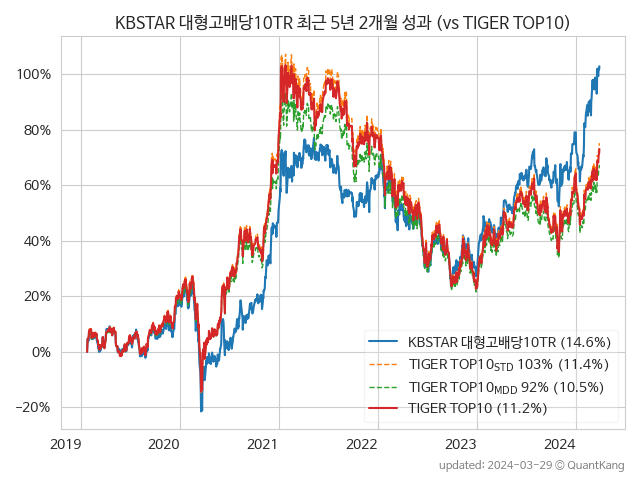 KBSTAR 대형고배당10TR 최근 5년 2개월 성과 (vs TIGER TOP10)
100%
80%
60%
40%
20%
0%
−20%
2019 2020 2021 2022 2023 2024
KBSTAR 대형고배당10TR (14.6%)
TIGER TOP10STD 103% (11.4%)
TIGER TOP10MDD 92% (10.5%)
TIGER TOP10 (11.2%)
updated: 2024-03-29 © QuantKang